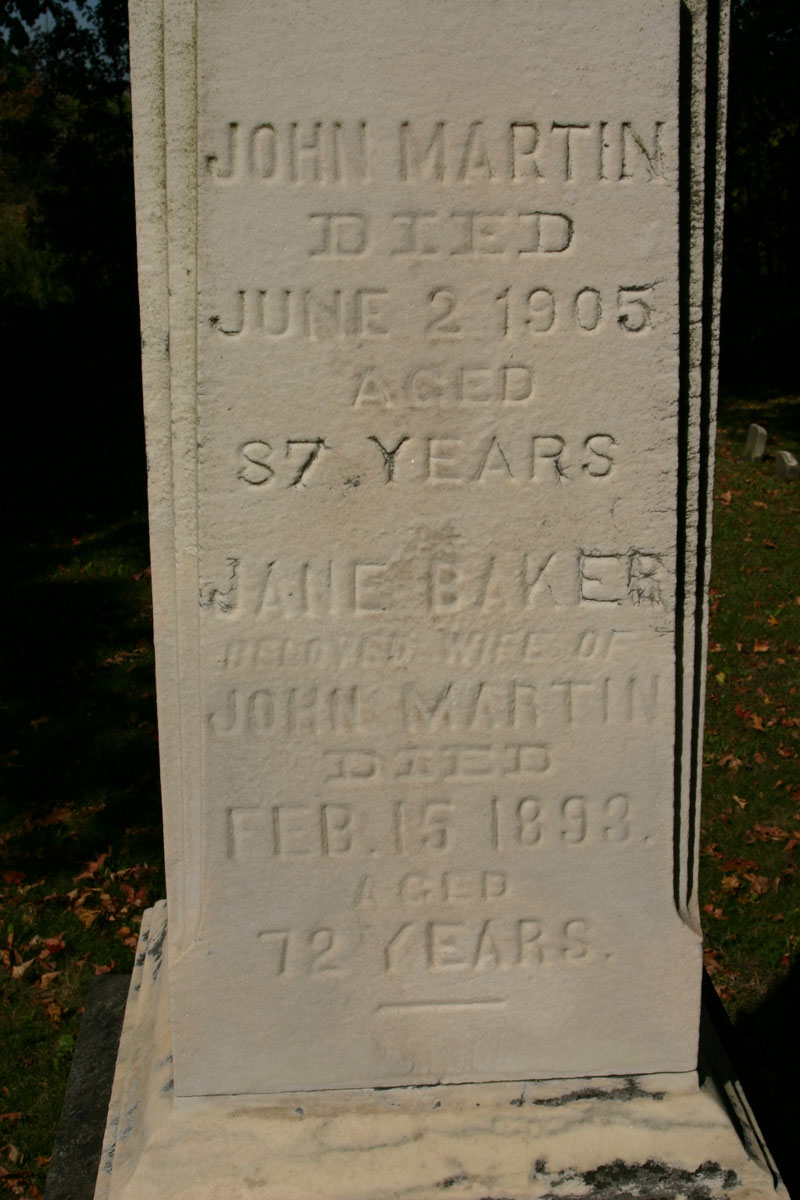 JOHN MARTIN
DIED
JUNE 2 1905
AGED
87 YEARS
JANE BAKER
BELOVED WIFE OF
JOHN MARTIN
DIED
FEB. 15 1893.
AGED
72 YEARS.